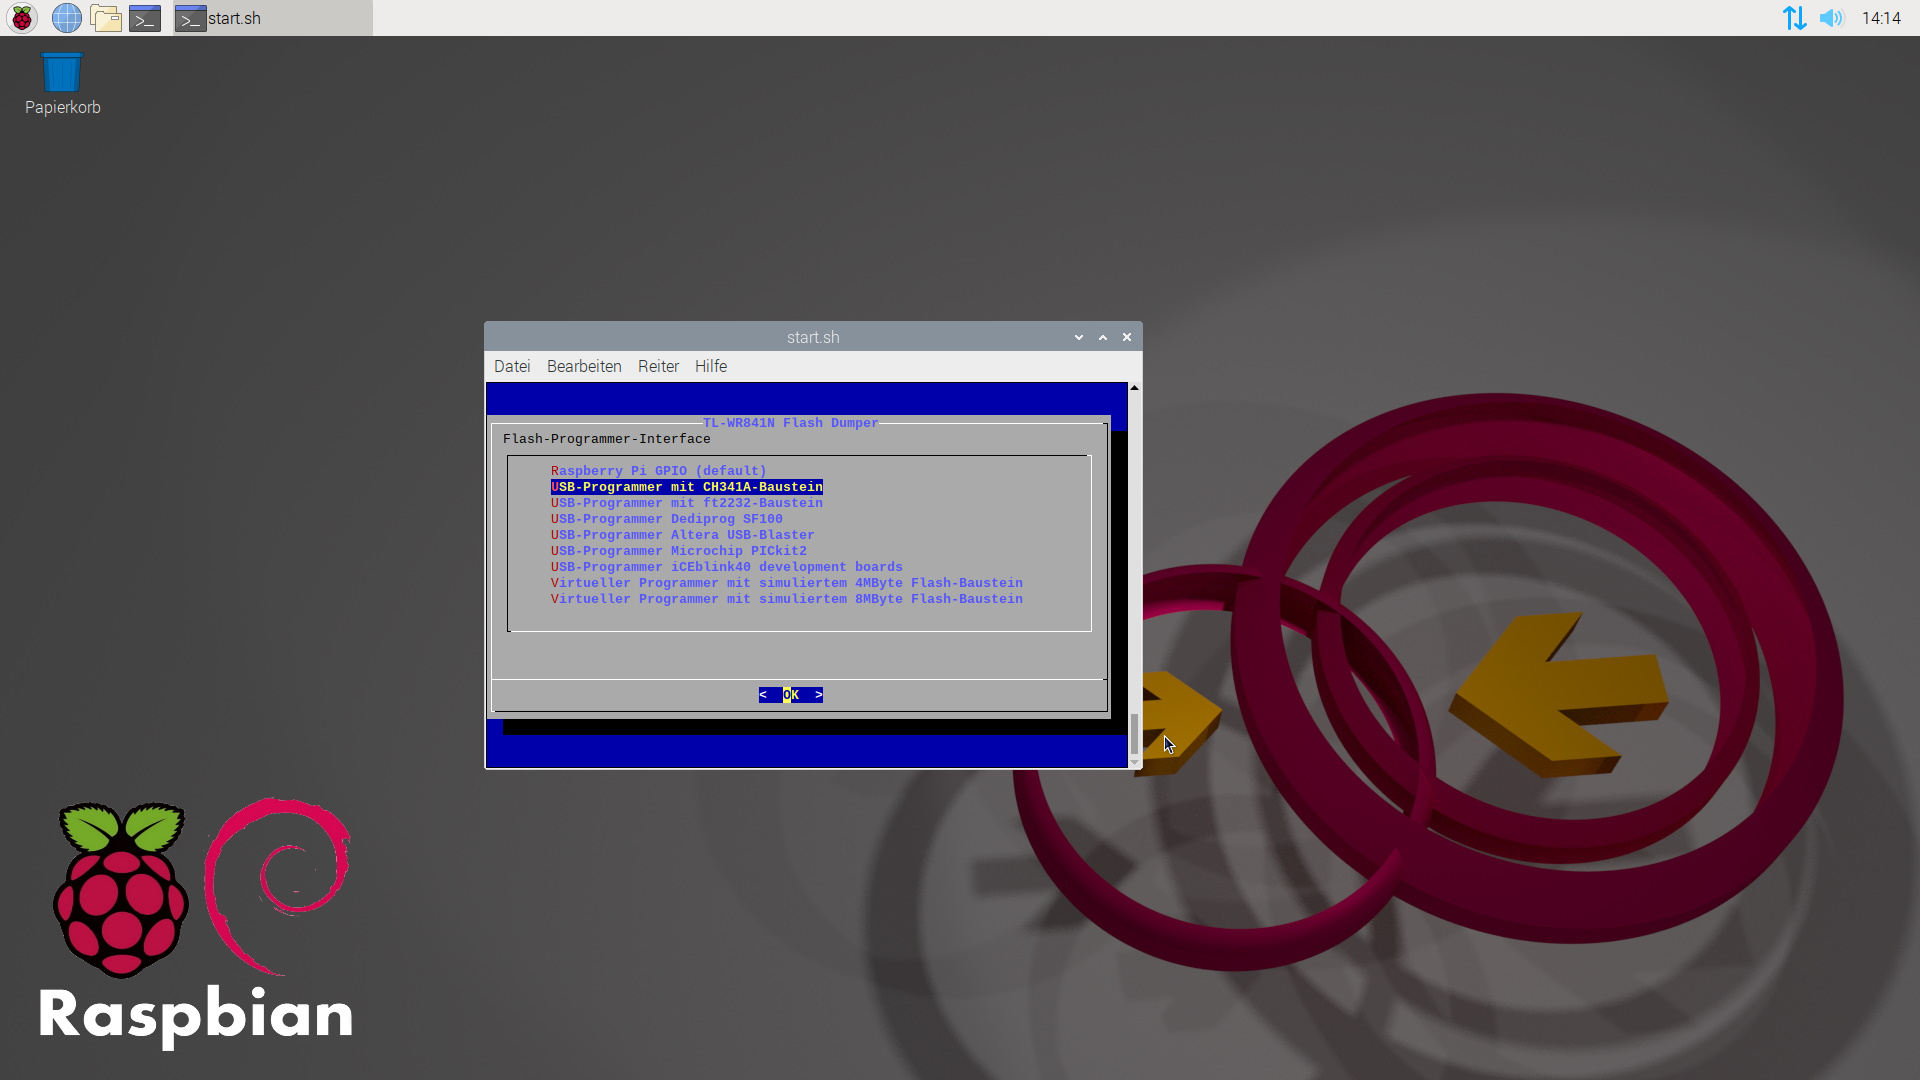 start.sh
14:14
Papierkorb
start.sh
Datei Bearbeiten Reiter Hilfe
TL-WR841N Flash Dumper
Flash-Programmer-Interface
Raspberry Pi GPIO (default)
USB-Programmer mit CH341A-Baustein
USB-Programmer mit ft2232-Baustein
USB-Programmer Dediprog SF100
USB-Programmer Altera USB-Blaster
USB-Programmer Microchip PICkit2
USB-Programmer iCEblink40 development boards
Virtueller Programmer mit simuliertem 4MByte Flash-Baustein
Virtueller Programmer mit simuliertem 8MByte Flash-Baustein
< OK >
Raspbian